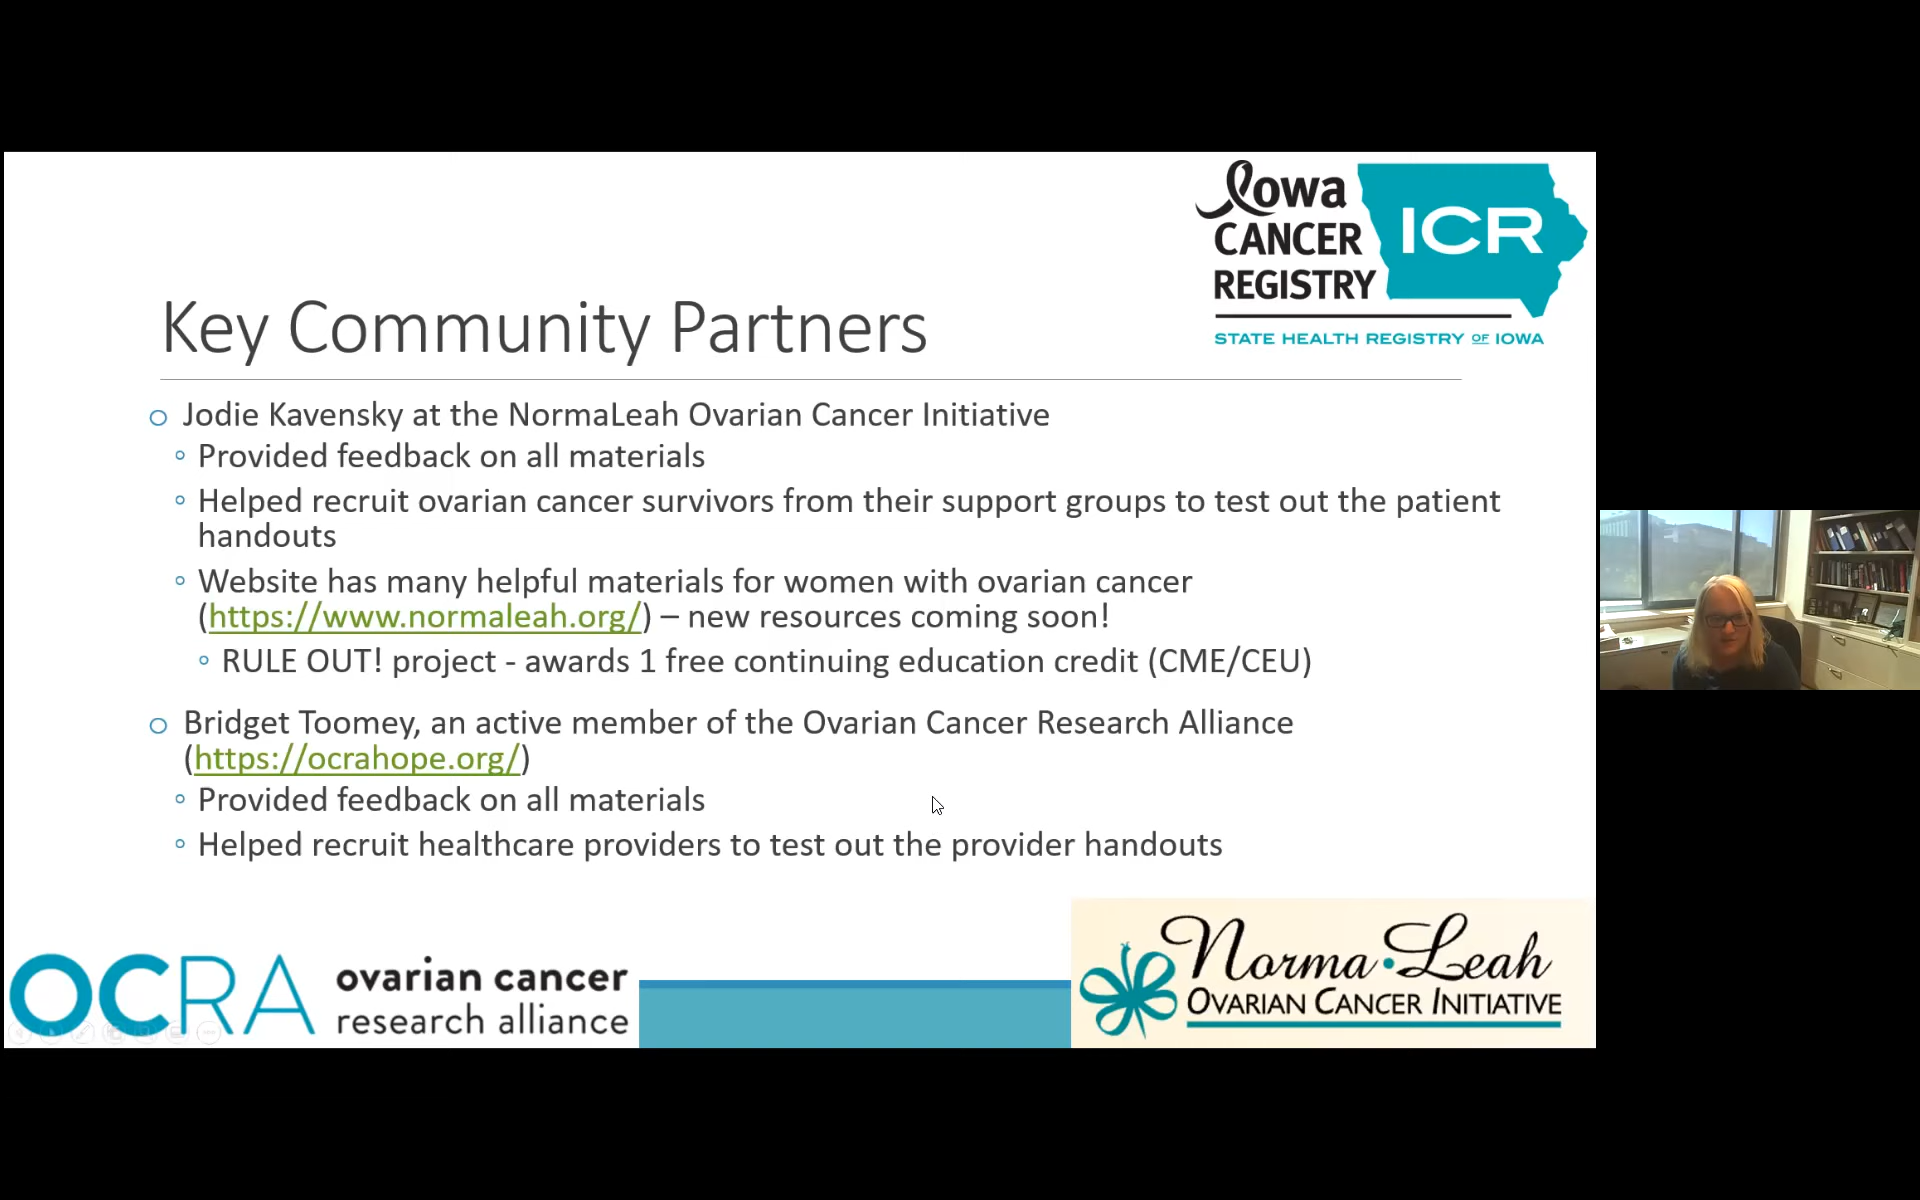 Iowa
CANCER
REGISTRY
ICR
STATE HEALTH REGISTRY OF IOWA
Key Community Partners
o Jodie Kavensky at the NormaLeah Ovarian Cancer Initiative
◦ Provided feedback on all materials
◦ Helped recruit ovarian cancer survivors from their support groups to test out the patient
handouts
◦ Website has many helpful materials for women with ovarian cancer
(https://www.normaleah.org/) – new resources coming soon!
◦ RULE OUT! project - awards 1 free continuing education credit (CME/CEU)
o Bridget Toomey, an active member of the Ovarian Cancer Research Alliance
(https://ocrahope.org/)
◦ Provided feedback on all materials
◦ Helped recruit healthcare providers to test out the provider handouts
OCRA
ovarian cancer
research alliance
Norma•Leah
OVARIAN CANCER INITIATIVE